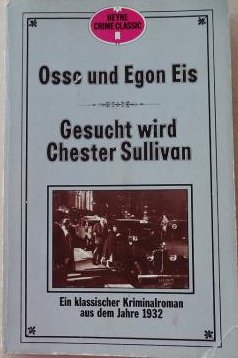 HEYNE
CRIME CLASSIC
Osso und Egon Eis
Gesucht wird
Chester Sullivan
Ein klassischer Kriminalroman
aus dem Jahre 1932